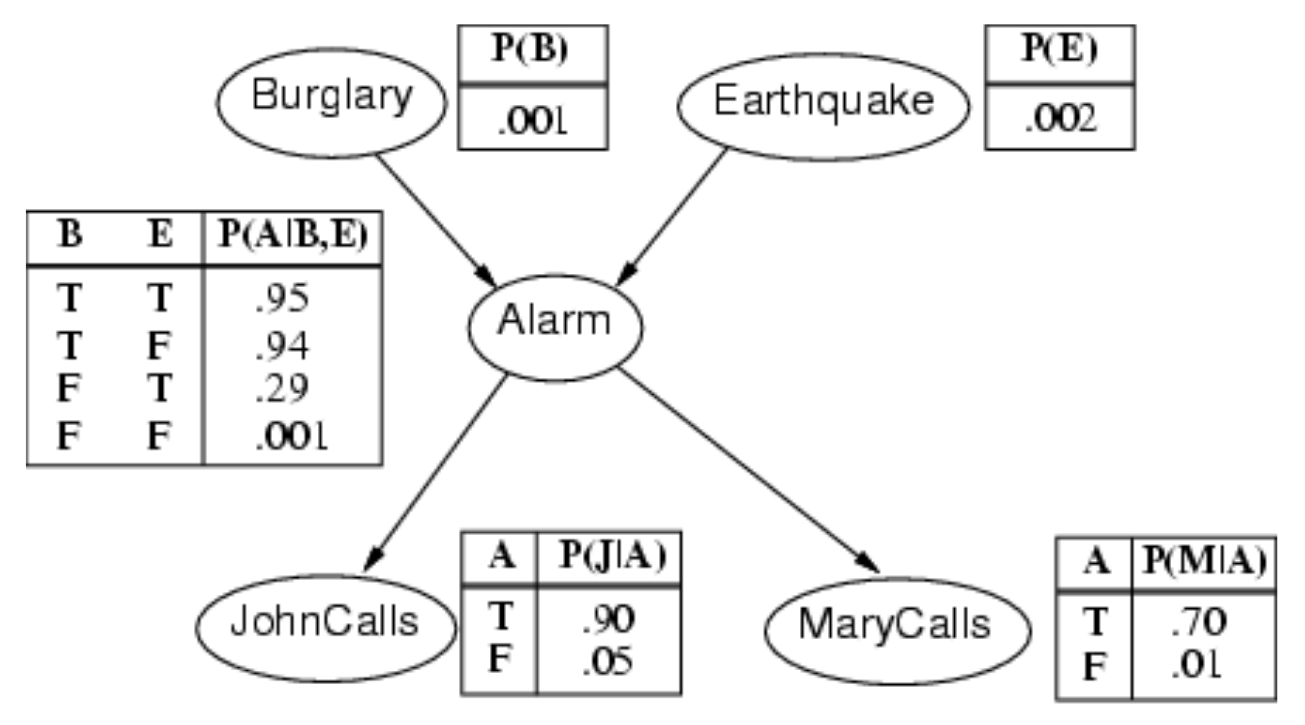 Burglary
P(B)
.001
Earthquake
P(E)
.002
B E P(A|B,E)
T T .95
T F .94
F T .29
F F .001
Alarm
JohnCalls
A P(J|A)
T .90
F .05
MaryCalls
A P(M|A)
T .70
F .01